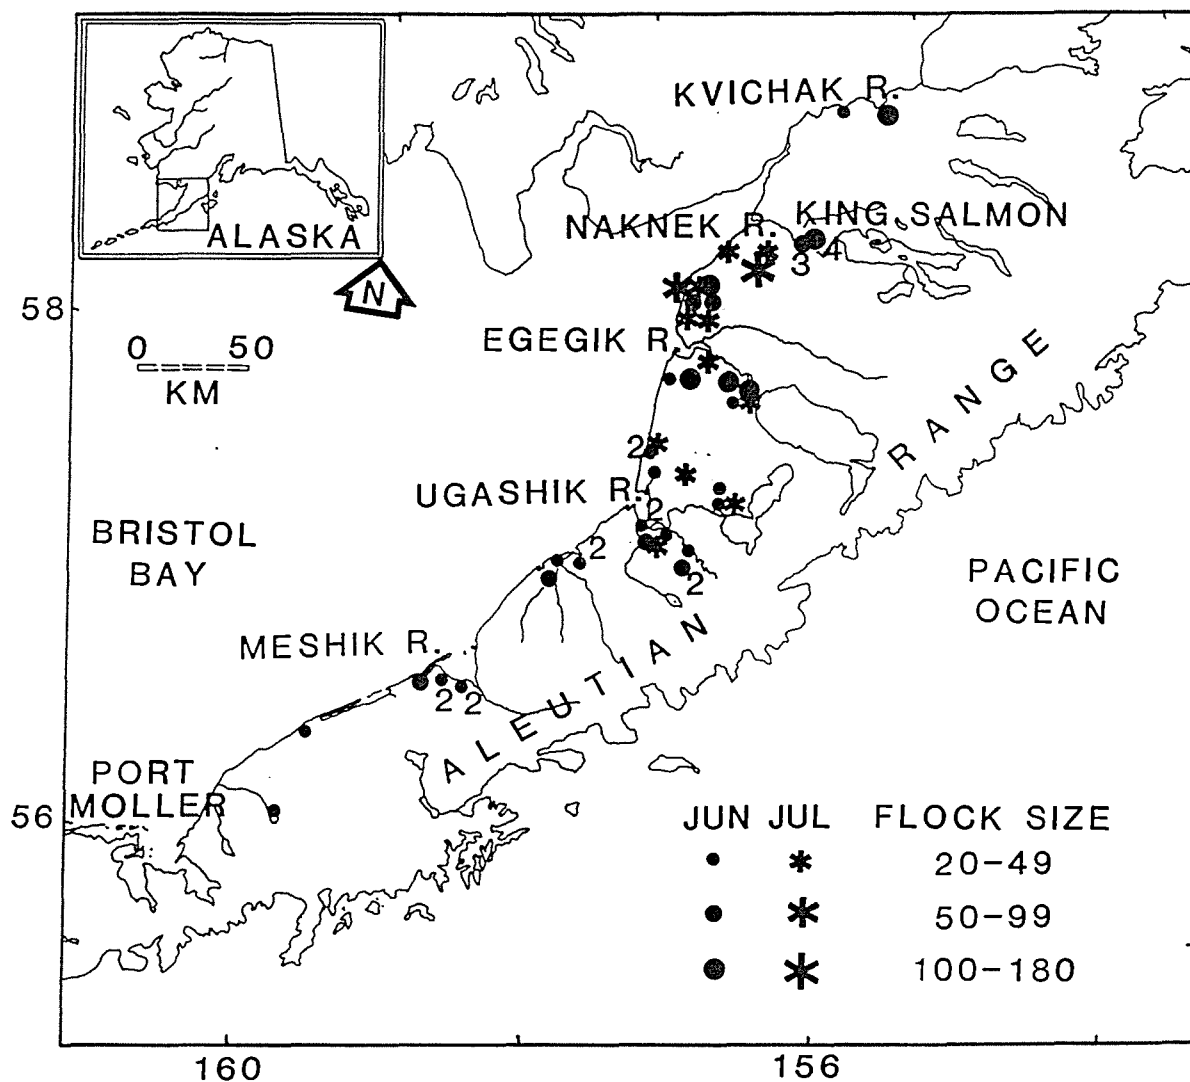 KVICHAK R.
NAKNEK R. KING SALMON
ALASKA
3 4
N
58
0 50
KM
EGEGIK R.
RANGE
2
UGASHIK R.
2
BRISTOL
BAY
2
2
PACIFIC
OCEAN
MESHIK R.
2 2
ALEUTIAN
PORT
MOLLER
56
JUN JUL FLOCK SIZE
20-49
50-99
100-180
160 156